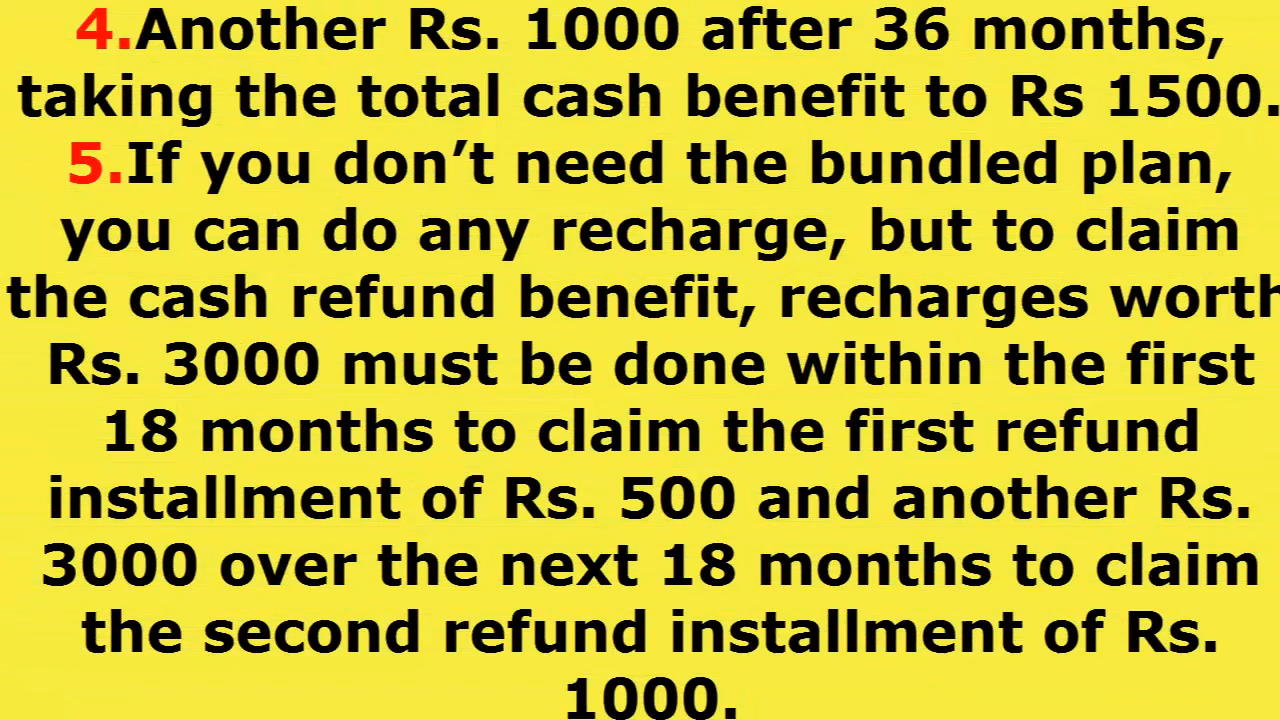 4.Another Rs. 1000 after 36 months,
taking the total cash benefit to Rs 1500.
5.If you don’t need the bundled plan,
you can do any recharge, but to claim
the cash refund benefit, recharges worth
Rs. 3000 must be done within the first
18 months to claim the first refund
installment of Rs. 500 and another Rs.
3000 over the next 18 months to claim
the second refund installment of Rs.
1000.